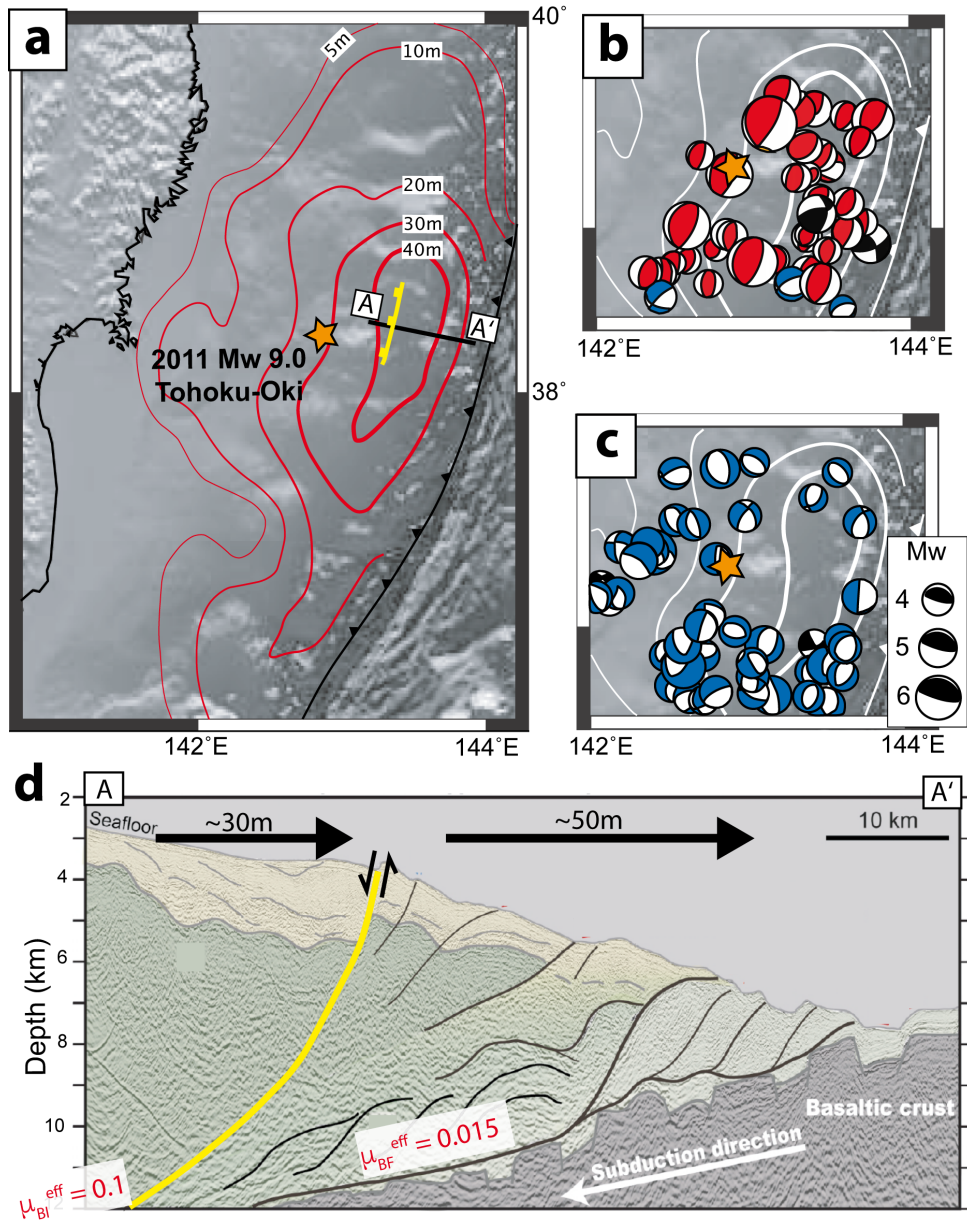 a
40°
5m
10m
20m
30m
40m
A
A'
2011 Mw 9.0
Tohoku-Oki
38°
142°E
144°E
b
142°E
144°E
c
Mw
4
5
6
142°E
144°E
d
A
A'
2
4
6
8
10
Depth (km)
Seafloor
~30m
~50m
10 km
μBI eff = 0.1
μBF eff = 0.015
Basaltic crust
Subduction direction